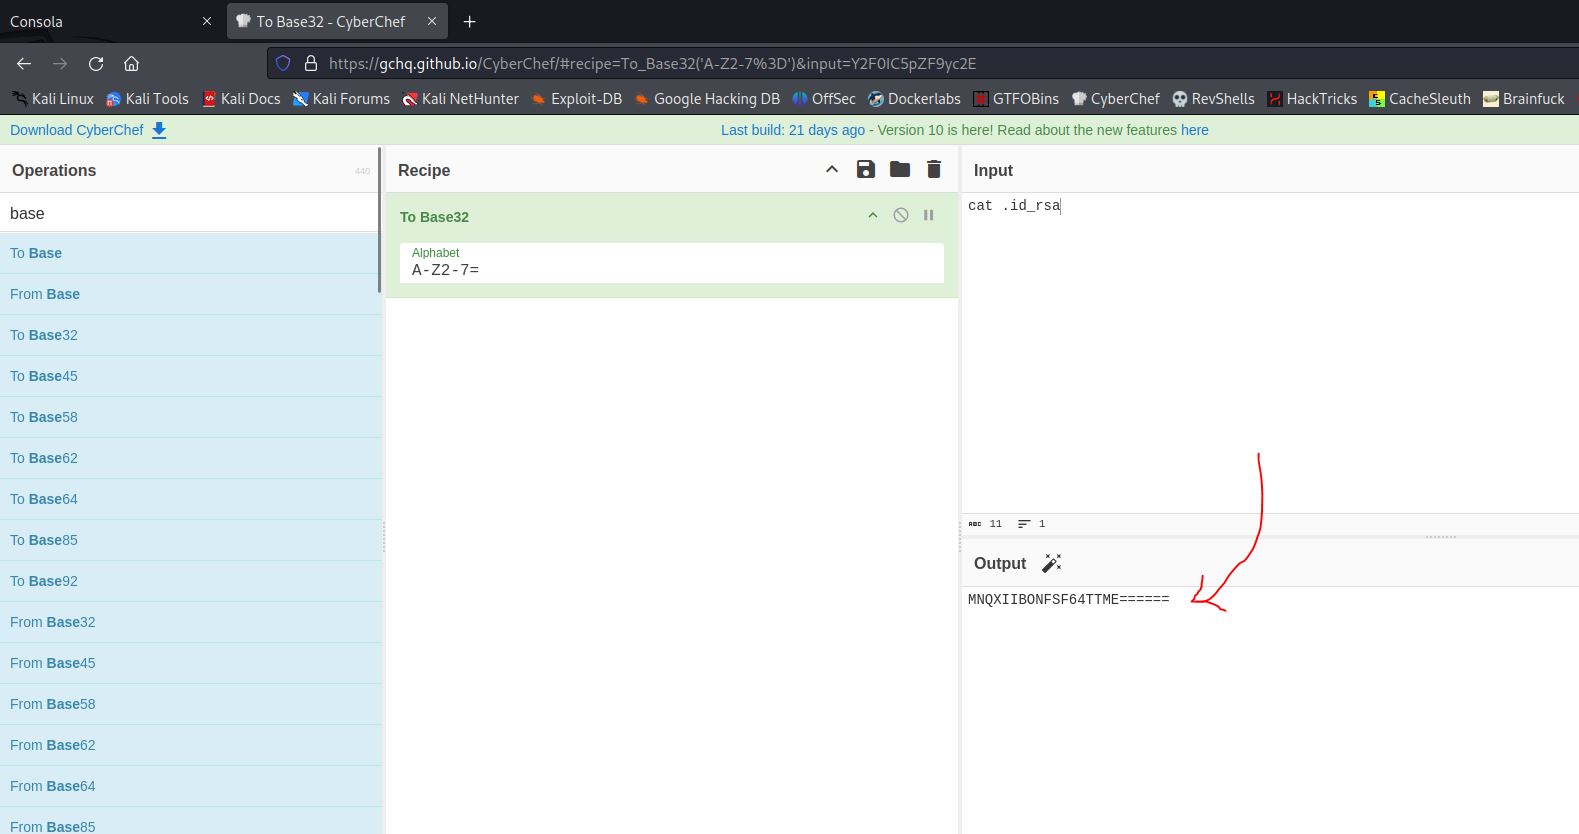 Consola
To Base32 - CyberChef
https://gchq.github.io/CyberChef/#recipe=To_Base32('A-Z2-7%3D')&input=Y2F0IC5pZF9yc2E
Kali Linux Kali Tools Kali Docs Kali Forums Kali NetHunter Exploit-DB Google Hacking DB OffSec Dockerlabs GTFOBins CyberChef RevShells HackTricks CacheSleuth Brainfuck
Download CyberChef
Last build: 21 days ago - Version 10 is here! Read about the new features here
Operations
440
base
To Base
From Base
To Base32
To Base45
To Base58
To Base62
To Base64
To Base85
To Base92
From Base32
From Base45
From Base58
From Base62
From Base64
From Base85
Recipe
To Base32
Alphabet
A-Z2-7=
Input
cat .id_rsa
ABC 11 1
Output
MNQXIIBONFSF64TTME======